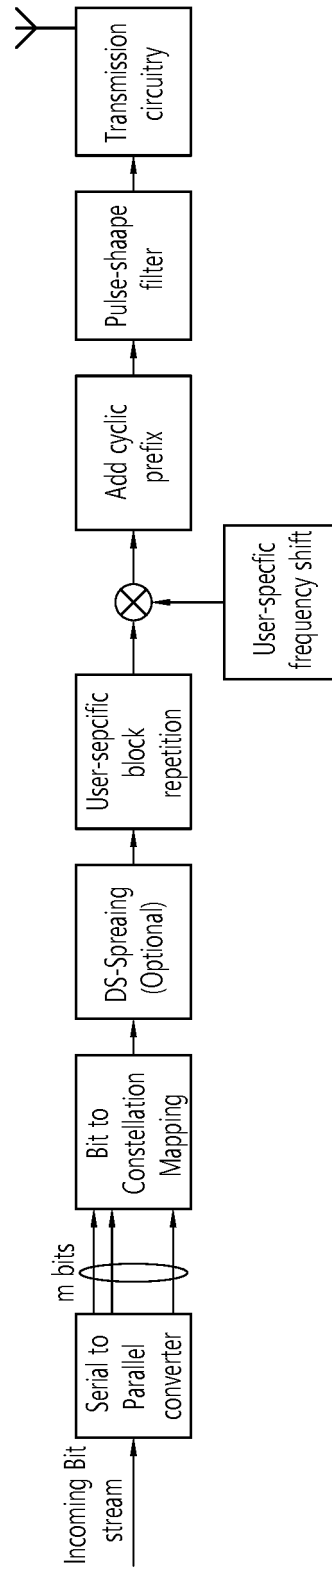 Incoming Bit
stream
Serial to
Parallel
converter
m bits
Bit to
Constellation
Mapping
DS-Spreaing
(Optional)
User-sepcific
block
repetition
User-specfic
frequency shift
Add cyclic
prefix
Pulse-shaape
filter
Transmission
circuitry